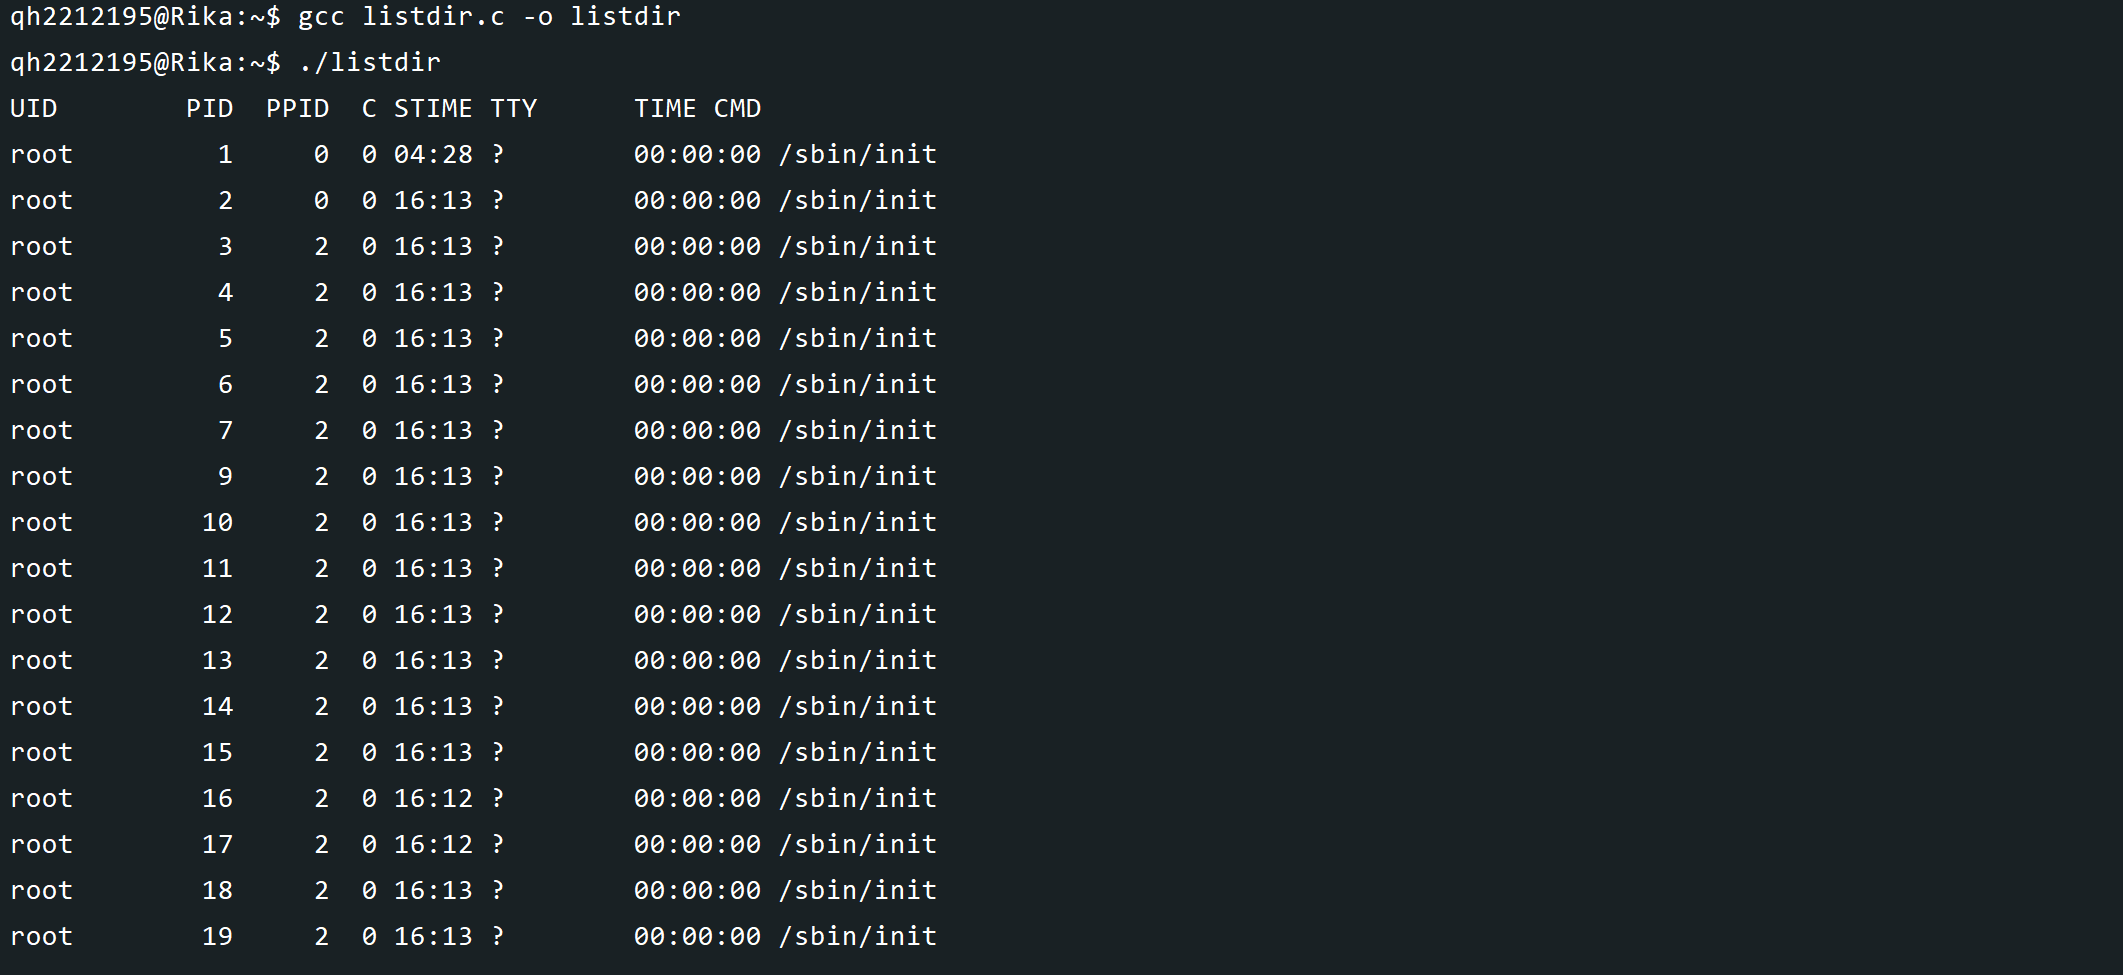 qh2212195@Rika:~$ gcc listdir.c -o listdir
qh2212195@Rika:~$ ./listdir
UID        PID  PPID  C STIME TTY      TIME CMD
root         1     0  0 04:28 ?        00:00:00 /sbin/init
root         2     0  0 16:13 ?        00:00:00 /sbin/init
root         3     2  0 16:13 ?        00:00:00 /sbin/init
root         4     2  0 16:13 ?        00:00:00 /sbin/init
root         5     2  0 16:13 ?        00:00:00 /sbin/init
root         6     2  0 16:13 ?        00:00:00 /sbin/init
root         7     2  0 16:13 ?        00:00:00 /sbin/init
root         9     2  0 16:13 ?        00:00:00 /sbin/init
root        10     2  0 16:13 ?        00:00:00 /sbin/init
root        11     2  0 16:13 ?        00:00:00 /sbin/init
root        12     2  0 16:13 ?        00:00:00 /sbin/init
root        13     2  0 16:13 ?        00:00:00 /sbin/init
root        14     2  0 16:13 ?        00:00:00 /sbin/init
root        15     2  0 16:13 ?        00:00:00 /sbin/init
root        16     2  0 16:12 ?        00:00:00 /sbin/init
root        17     2  0 16:12 ?        00:00:00 /sbin/init
root        18     2  0 16:13 ?        00:00:00 /sbin/init
root        19     2  0 16:13 ?        00:00:00 /sbin/init